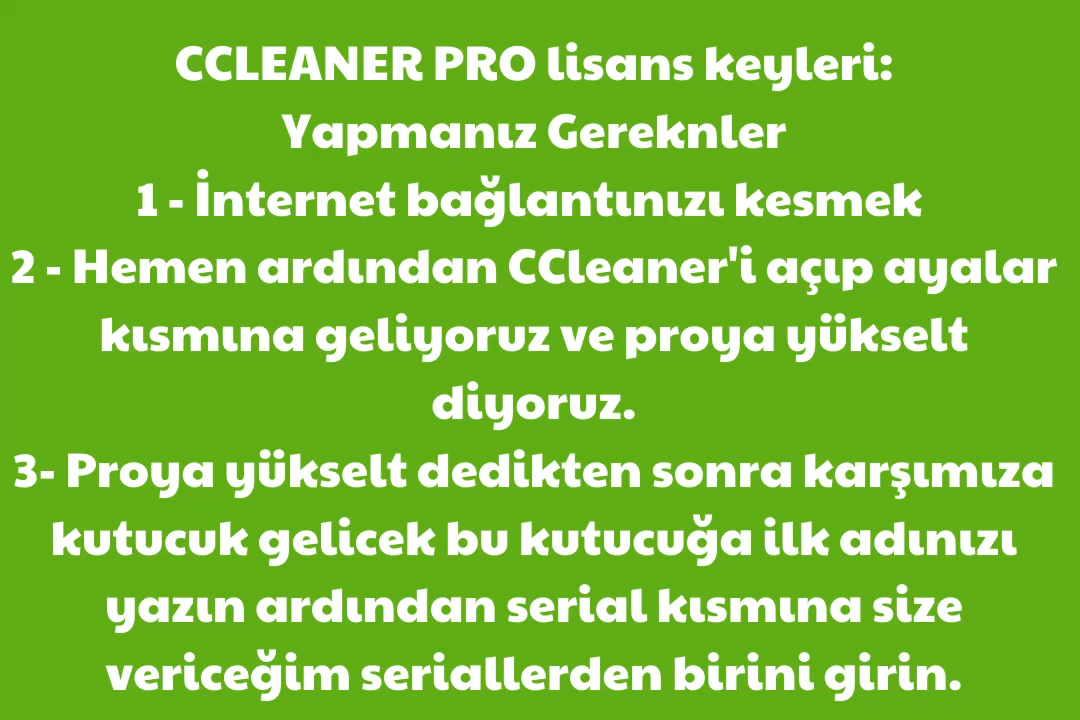 CCLEANER PRO lisans keyleri:
Yapmanız Gereknler
1 - İnternet bağlantınızı kesmek
2 - Hemen ardından CCleaner'i açıp ayalar
kısmına geliyoruz ve proya yükselt
diyoruz.
3- Proya yükselt dedikten sonra karşımıza
kutucuk gelicek bu kutucuğa ilk adınızı
yazın ardından serial kısmına size
vericeğim seriallerden birini girin.